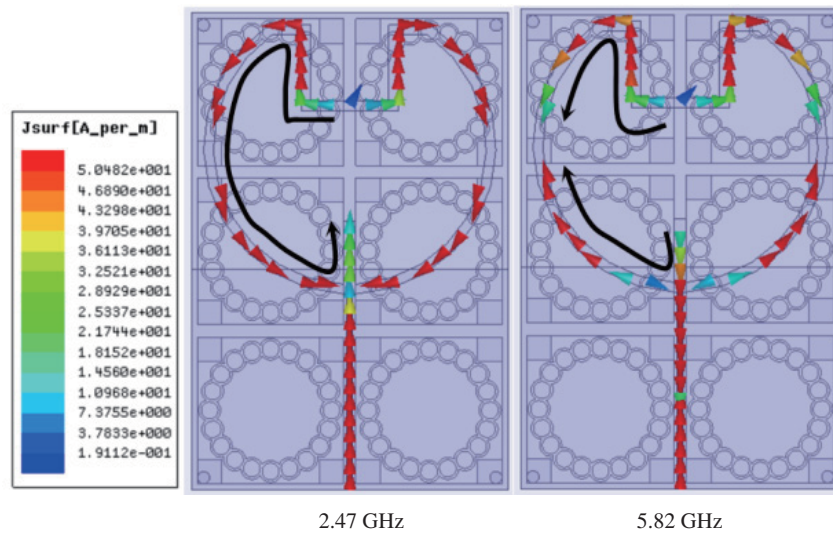 Jsurf[A_per_m]
5.0482e+001
4.6890e+001
4.3298e+001
3.9705e+001
3.6113e+001
3.2521e+001
2.8929e+001
2.5337e+001
2.1744e+001
1.8152e+001
1.4560e+001
1.0968e+001
7.3755e+000
3.7833e+000
1.9112e-001
2.47 GHz
5.82 GHz